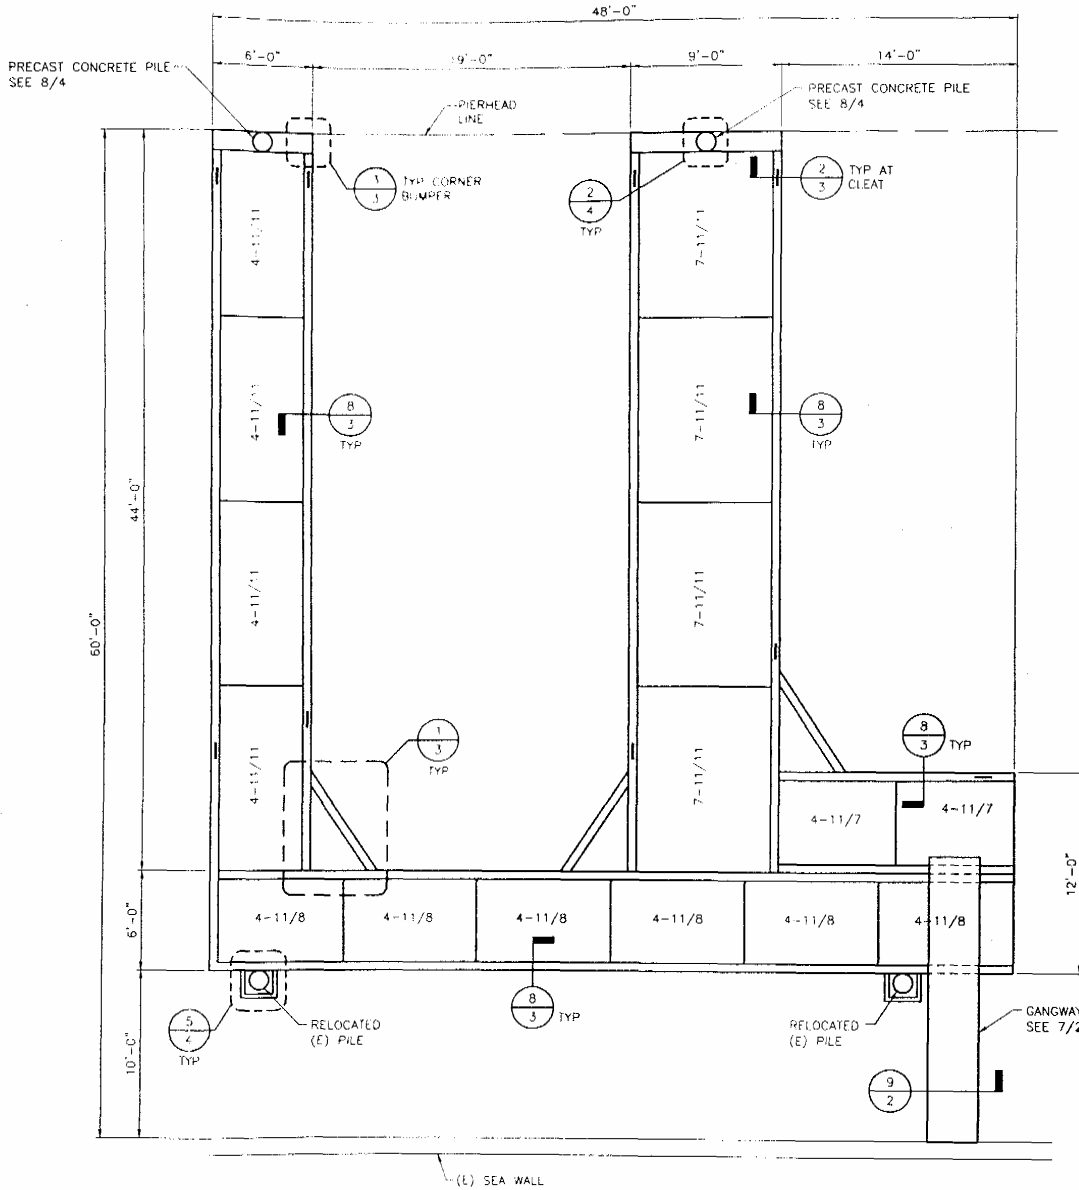 48'-0"
6'-0"
19'-0"
9'-0"
14'-0"
PRECAST CONCRETE PILE
SEE 8/4
PIERHEAD
LINE
PRECAST CONCRETE PILE
SEE 8/4
3
TYP CORNER
BUMPER
2
4
TYP
2
3
TYP AT
CLEAT
4-11/11
7-11/11
4-11/11
7-11/11
8
3
TYP
8
3
TYP
44'-0"
60'-0"
4-11/11
7-11/11
4-11/11
7-11/11
1
3
TYP
8
3
TYP
4-11/7
4-11/7
12'-0"
6'-0"
4-11/8
4-11/8
4-11/8
4-11/8
4-11/8
4-11/8
5
4
TYP
RELOCATED
(E) PILE
8
3
TYP
RELOCATED
(E) PILE
GANGWAY
SEE 7/2
10'-0"
9
2
(E) SEA WALL